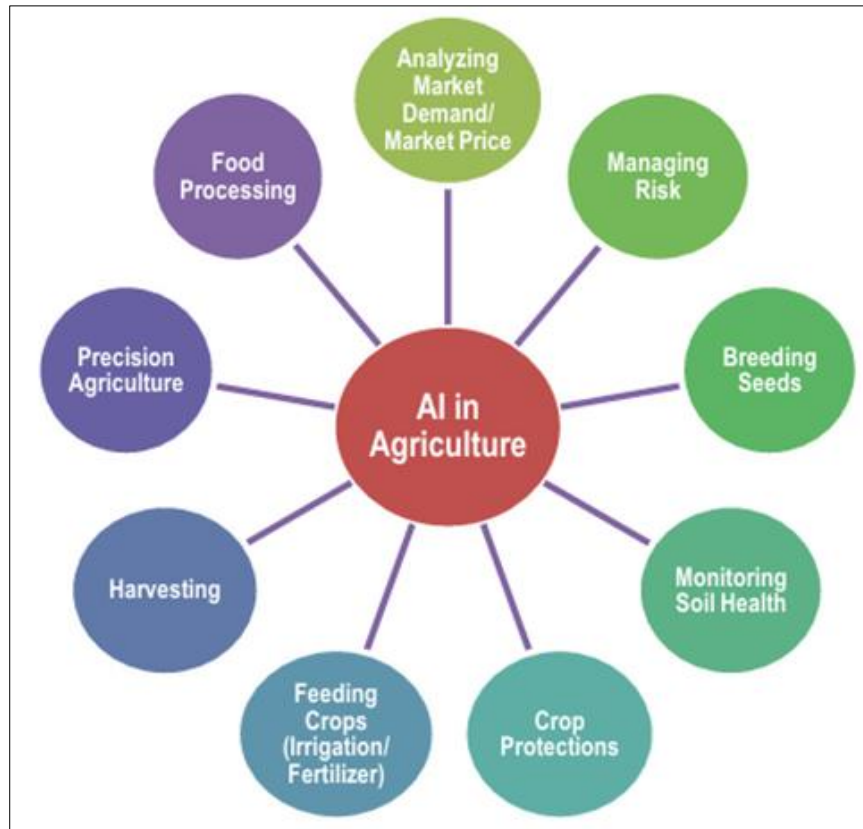 Analyzing
Market
Demand/
Market Price
Managing
Risk
Breeding
Seeds
Monitoring
Soil Health
Crop
Protections
Feeding
Crops
(Irrigation/
Fertilizer)
Harvesting
Precision
Agriculture
Food
Processing
AI in
Agriculture